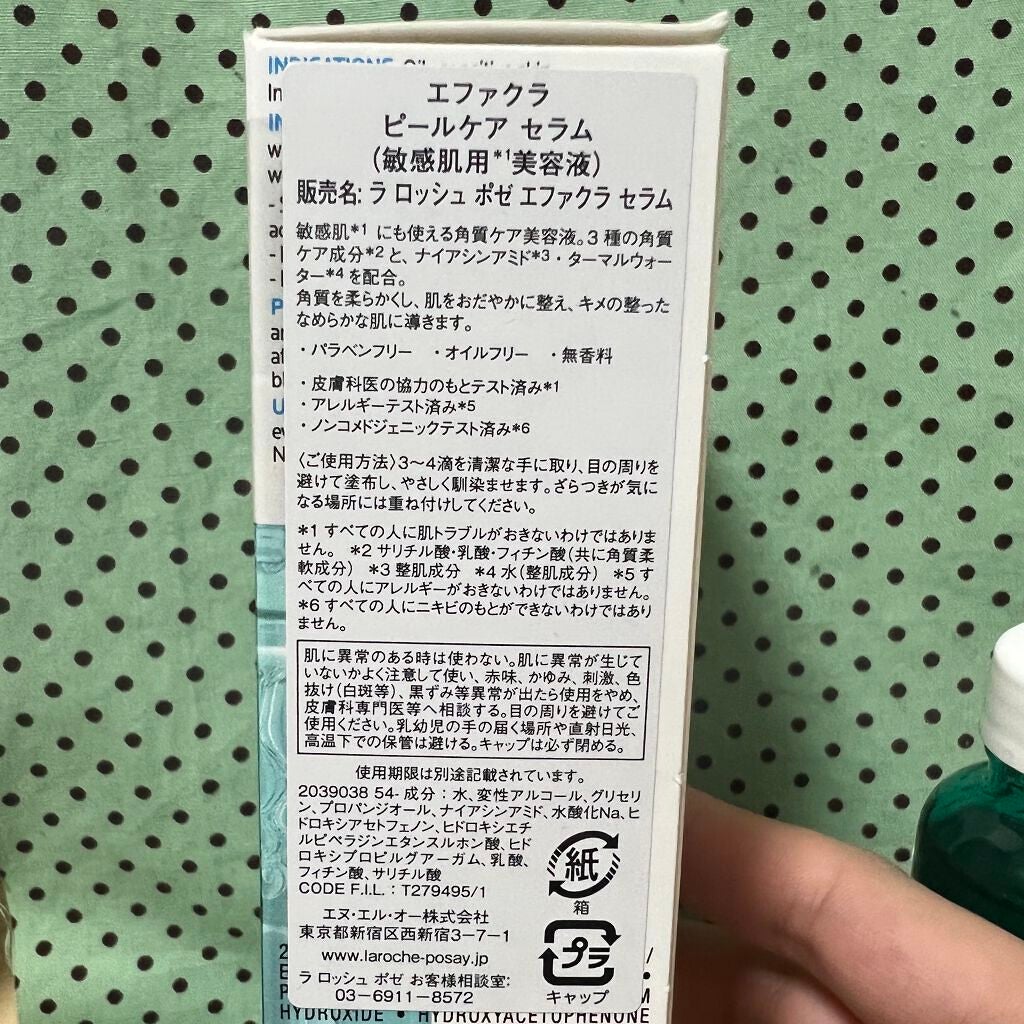 INDICATIONS
エファクラ
ピールケア セラム
(敏感肌用*1美容液)
販売名: ラ ロッシュ ポゼ エファクラ セラム
敏感肌*1 にも使える角質ケア美容液。3 種の角質
ケア成分*2 と、ナイアシンアミド*3・ターマルウォー
ター*4 を配合。
角質を柔らかくし、肌をおだやかに整え、キメの整った
なめらかな肌に導きます。
・パラベンフリー ・オイルフリー ・無香料
・皮膚科医の協力のもとテスト済み*1
・アレルギーテスト済み*5
・ノンコメドジェニックテスト済み*6
〈ご使用方法〉3~4滴を清潔な手に取り、目の周りを
避けて塗布し、やさしく馴染ませます。ざらつきが気に
なる場所には重ね付けしてください。
*1 すべての人に肌トラブルがおきないわけではありま
せん。 *2 サリチル酸・乳酸・フィチン酸(共に角質柔
軟成分) *3 整肌成分 *4 水(整肌成分) *5 す
べての人にアレルギーがおきないわけではありません。
*6 すべての人にニキビのもとができないわけではあり
ません。
肌に異常のある時は使わない。肌に異常が生じて
いないかよく注意して使い、赤味、かゆみ、刺激、色
抜け(白斑等)、黒ずみ等異常が出たら使用をやめ、
皮膚科専門医等へ相談する。目の周りを避けてご
使用ください。乳幼児の手の届く場所や直射日光、
高温下での保管は避ける。キャップは必ず閉める。
使用期限は別途記載されています。
2039038 54- 成分：水、変性アルコール、グリセリ
ン、プロパンジオール、ナイアシンアミド、水酸化Na、ヒ
ドロキシアセトフェノン、ヒドロキシエチ
ルピペラジンエタンスルホン酸、ヒド
ロキシプロピルグアーガム、乳酸、
フィチン酸、サリチル酸
CODE F.I.L. : T279495/1
紙
箱
エヌ・エル・オー株式会社
東京都新宿区西新宿3-7-1
www.laroche-posay.jp
ラ ロッシュ ポゼ お客様相談室:
03-6911-8572
プラ
キャップ
HYDROXIDE • HYDROXYACETOPHENONE